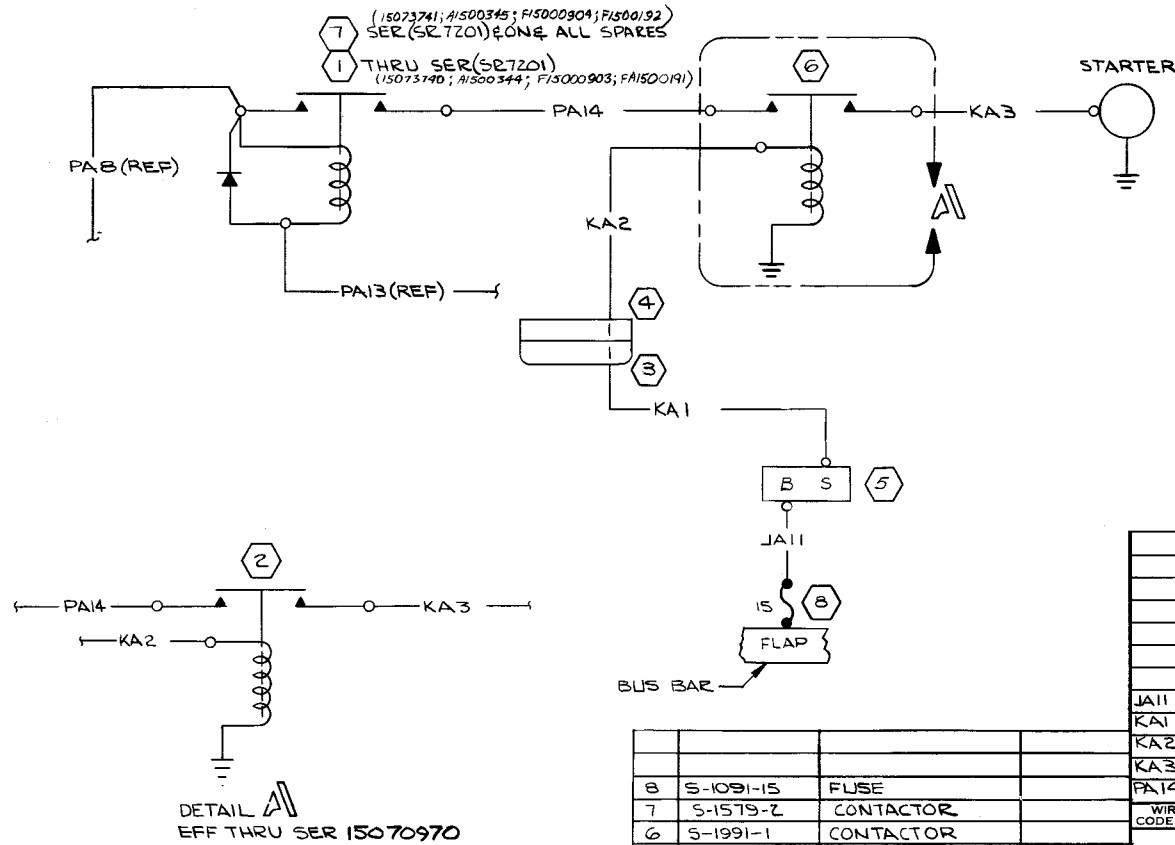 (15073741; A1500345; F15000904; F1500192)
7 SER(SR7201)&ON& ALL SPARES
1 THRU SER(SR7201)
(15073740; A1500344; F15000903; FA1500191)
6
STARTER
PA14
KA3
PA8(REF)
A
KA2
PA13(REF)
4
3
KA1
B S
5
JA11
2
PA14
KA3
15
8
KA2
FLAP
BUS BAR
JA11
KA1
KA2
KA3
8 S-1091-15 FUSE
PA14
7 S-1579-2 CONTACTOR
WIR
CODE
6 S-1991-1 CONTACTOR
DETAIL A
EFF THRU SER 15070970